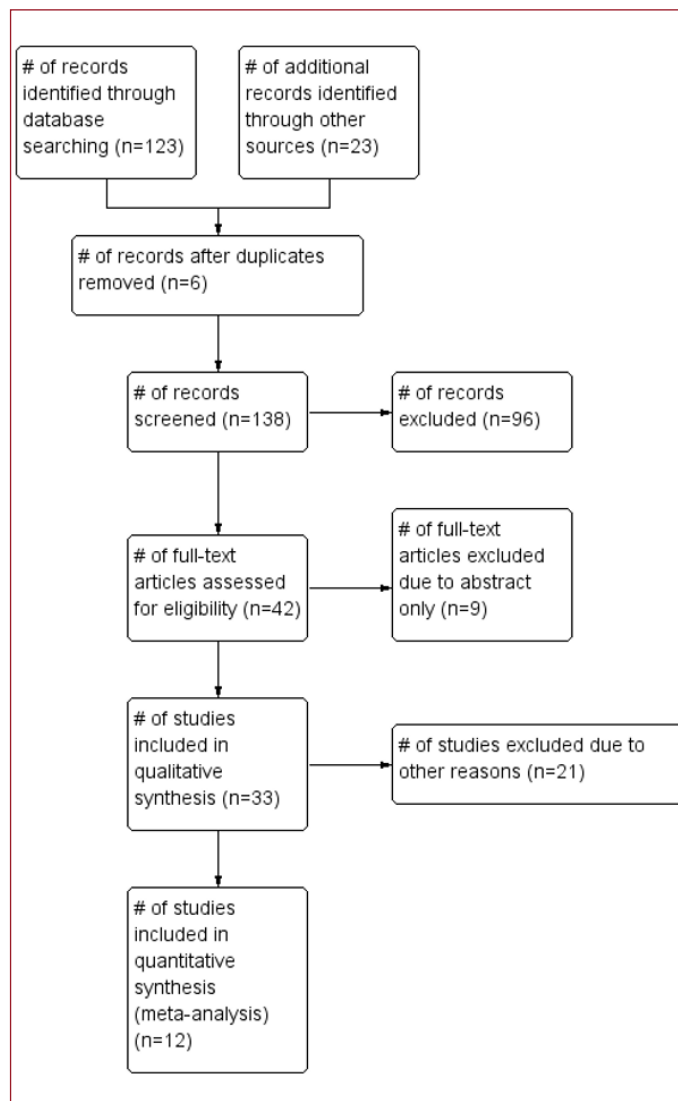 # of records
identified through
database
searching (n=123)
# of additional
records identified
through other
sources (n=23)
# of records after duplicates
removed (n=6)
# of records
screened (n=138)
# of records
excluded (n=96)
# of full-text
articles assessed
for eligibility (n=42)
# of full-text
articles excluded
due to abstract
only (n=9)
# of studies
included in
qualitative
synthesis (n=33)
# of studies excluded due to
other reasons (n=21)
# of studies
included in
quantitative
synthesis
(meta-analysis)
(n=12)